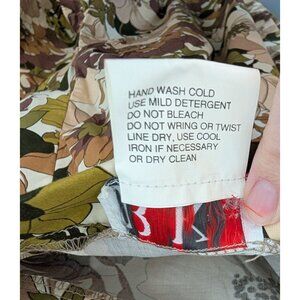 HAND WASH COLD
USE MILD DETERGENT
DO NOT BLEACH
DO NOT WRING OR TWIST
LINE DRY, USE COOL
IRON IF NECESSARY
OR DRY CLEAN